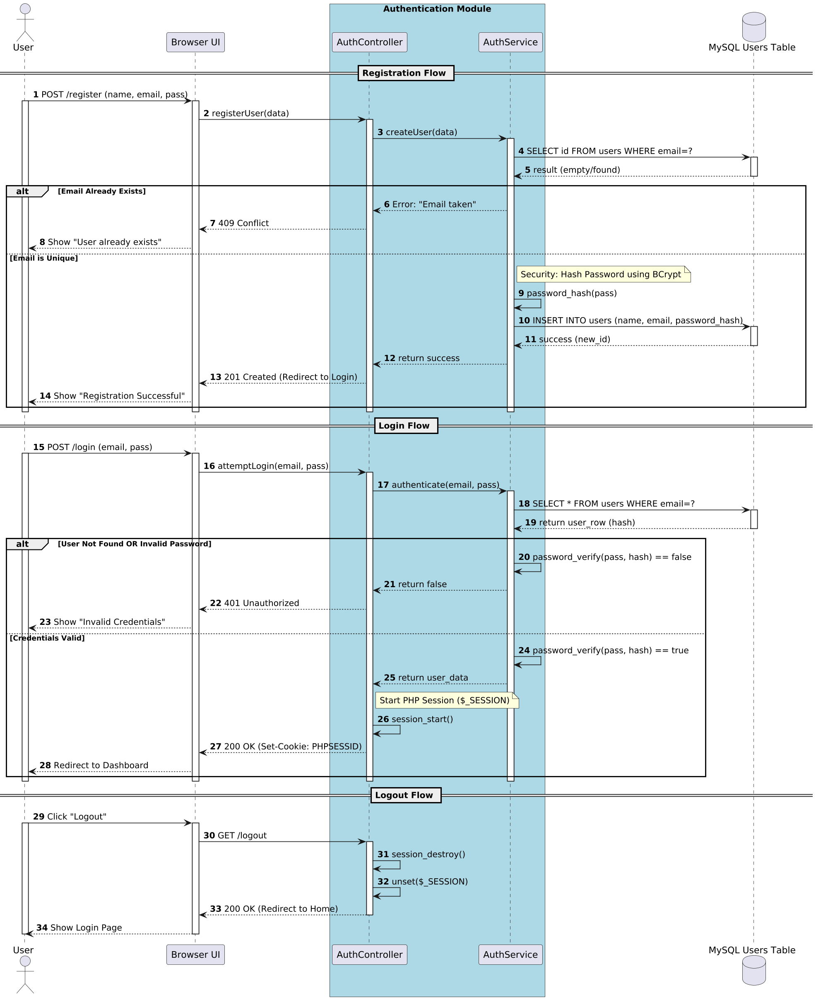 Authentication Module
User
Browser UI
AuthController
AuthService
MySQL Users Table
Registration Flow
1 POST /register (name, email, pass)
2 registerUser(data)
3 createUser(data)
4 SELECT id FROM users WHERE email=?
5 result (empty/found)
alt [Email Already Exists]
6 Error: "Email taken"
7 409 Conflict
8 Show "User already exists"
[Email is Unique]
Security: Hash Password using BCrypt
9 password_hash(pass)
10 INSERT INTO users (name, email, password_hash)
11 success (new_id)
12 return success
13 201 Created (Redirect to Login)
14 Show "Registration Successful"
Login Flow
15 POST /login (email, pass)
16 attemptLogin(email, pass)
17 authenticate(email, pass)
18 SELECT * FROM users WHERE email=?
19 return user_row (hash)
alt [User Not Found OR Invalid Password]
20 password_verify(pass, hash) == false
21 return false
22 401 Unauthorized
23 Show "Invalid Credentials"
[Credentials Valid]
24 password_verify(pass, hash) == true
25 return user_data
Start PHP Session ($_SESSION)
26 session_start()
27 200 OK (Set-Cookie: PHPSESSID)
28 Redirect to Dashboard
Logout Flow
29 Click "Logout"
30 GET /logout
31 session_destroy()
32 unset($_SESSION)
33 200 OK (Redirect to Home)
34 Show Login Page
User
Browser UI
AuthController
AuthService
MySQL Users Table